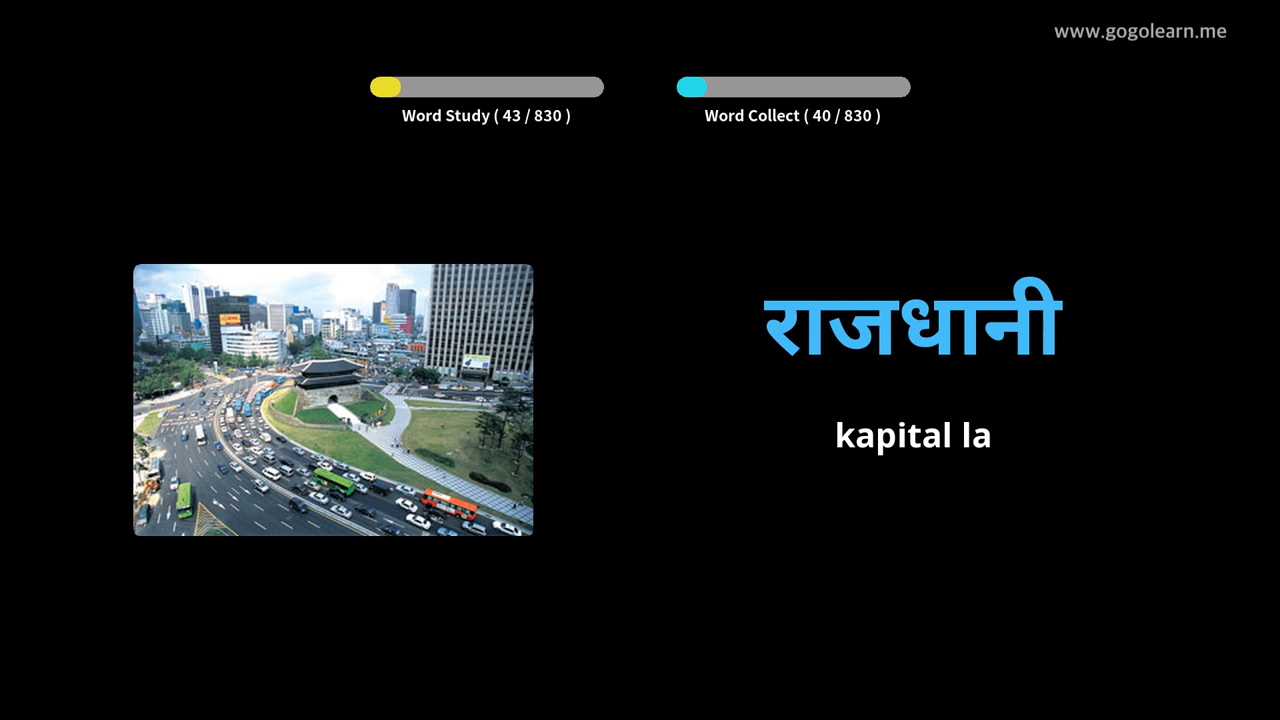 www.gogolearn.me
Word Study ( 43 / 830 )
Word Collect ( 40 / 830 )
राजधानी
kapital la